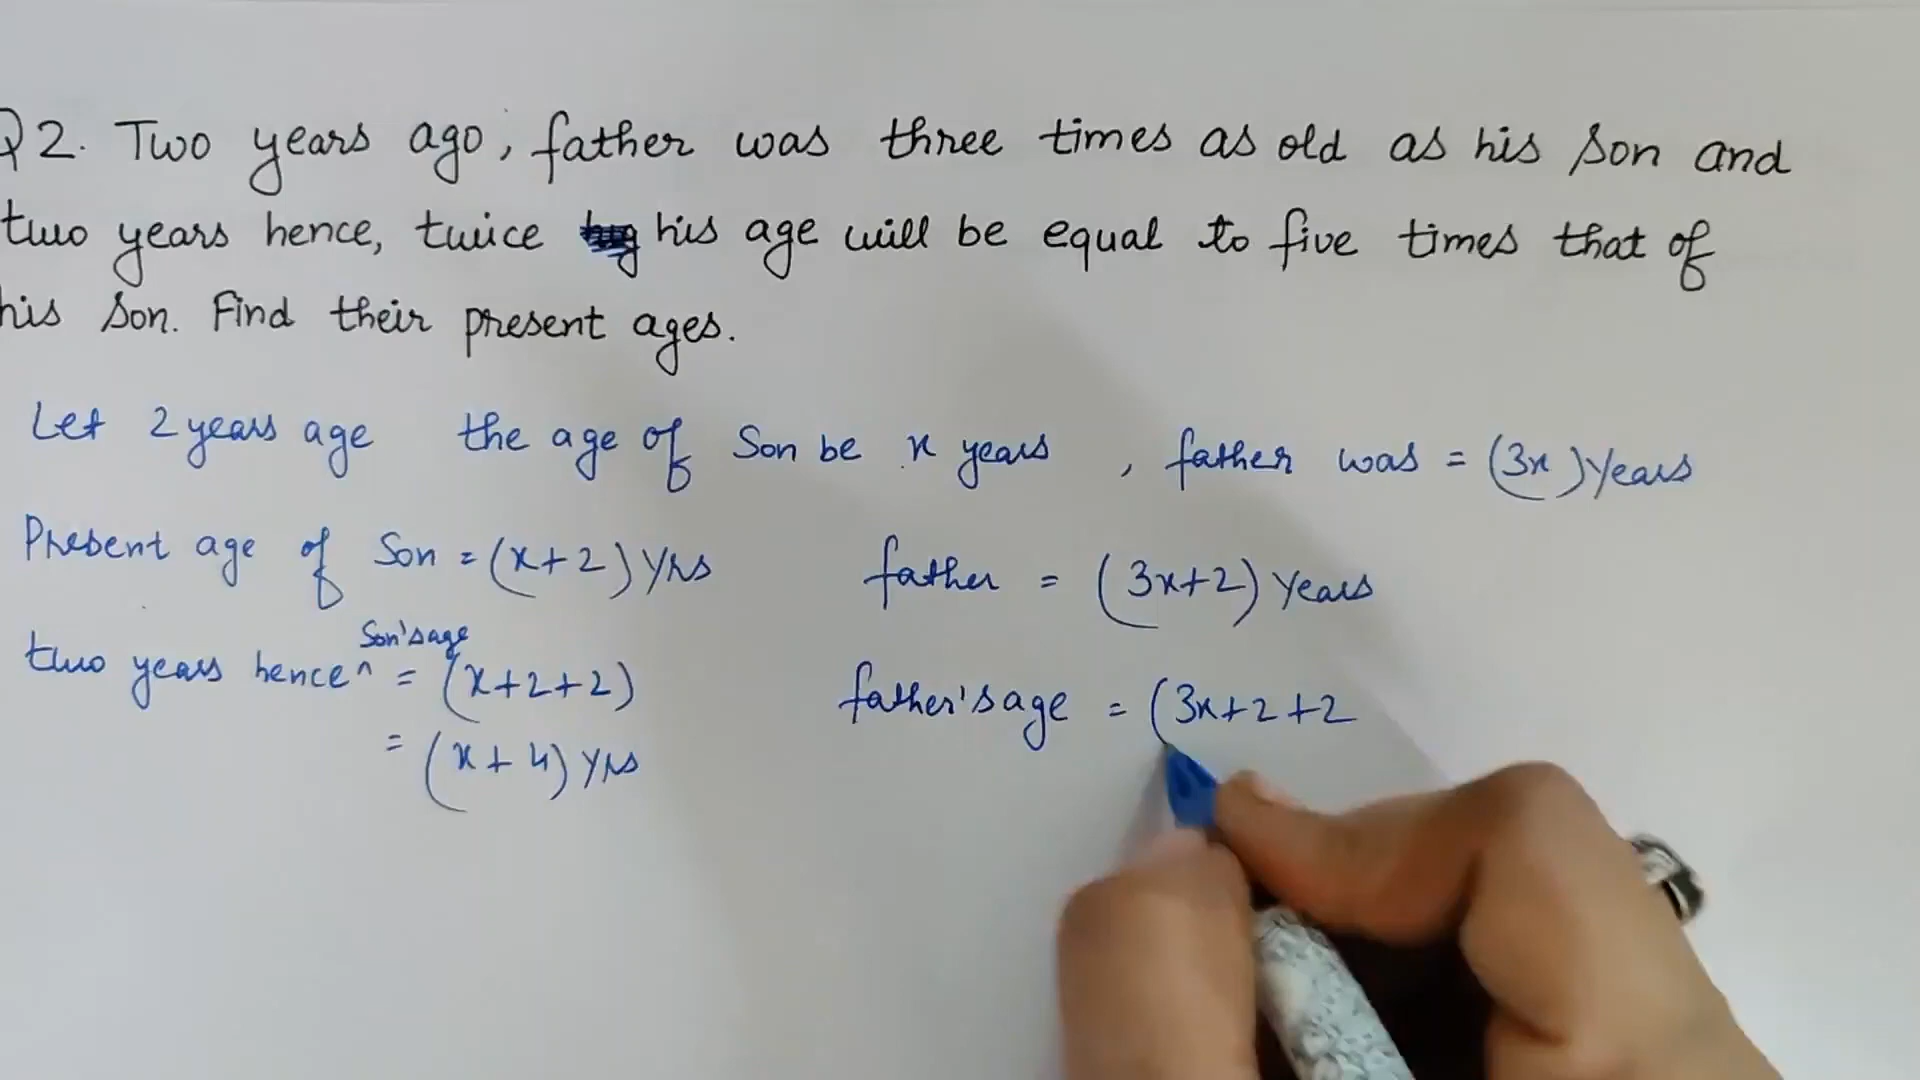 Q2. Two years ago, father was three times as old as his son and
two years hence, twice his age will be equal to five times that of
his son. Find their present ages.
Let 2 years age the age of Son be x years, father was = (3x) Years
Present age of Son = (x+2) Yrs father = (3x+2) Years
Son's age
two years hence ^ = (x+2+2) father's age = (3x+2+2
= (x+4) Yrs